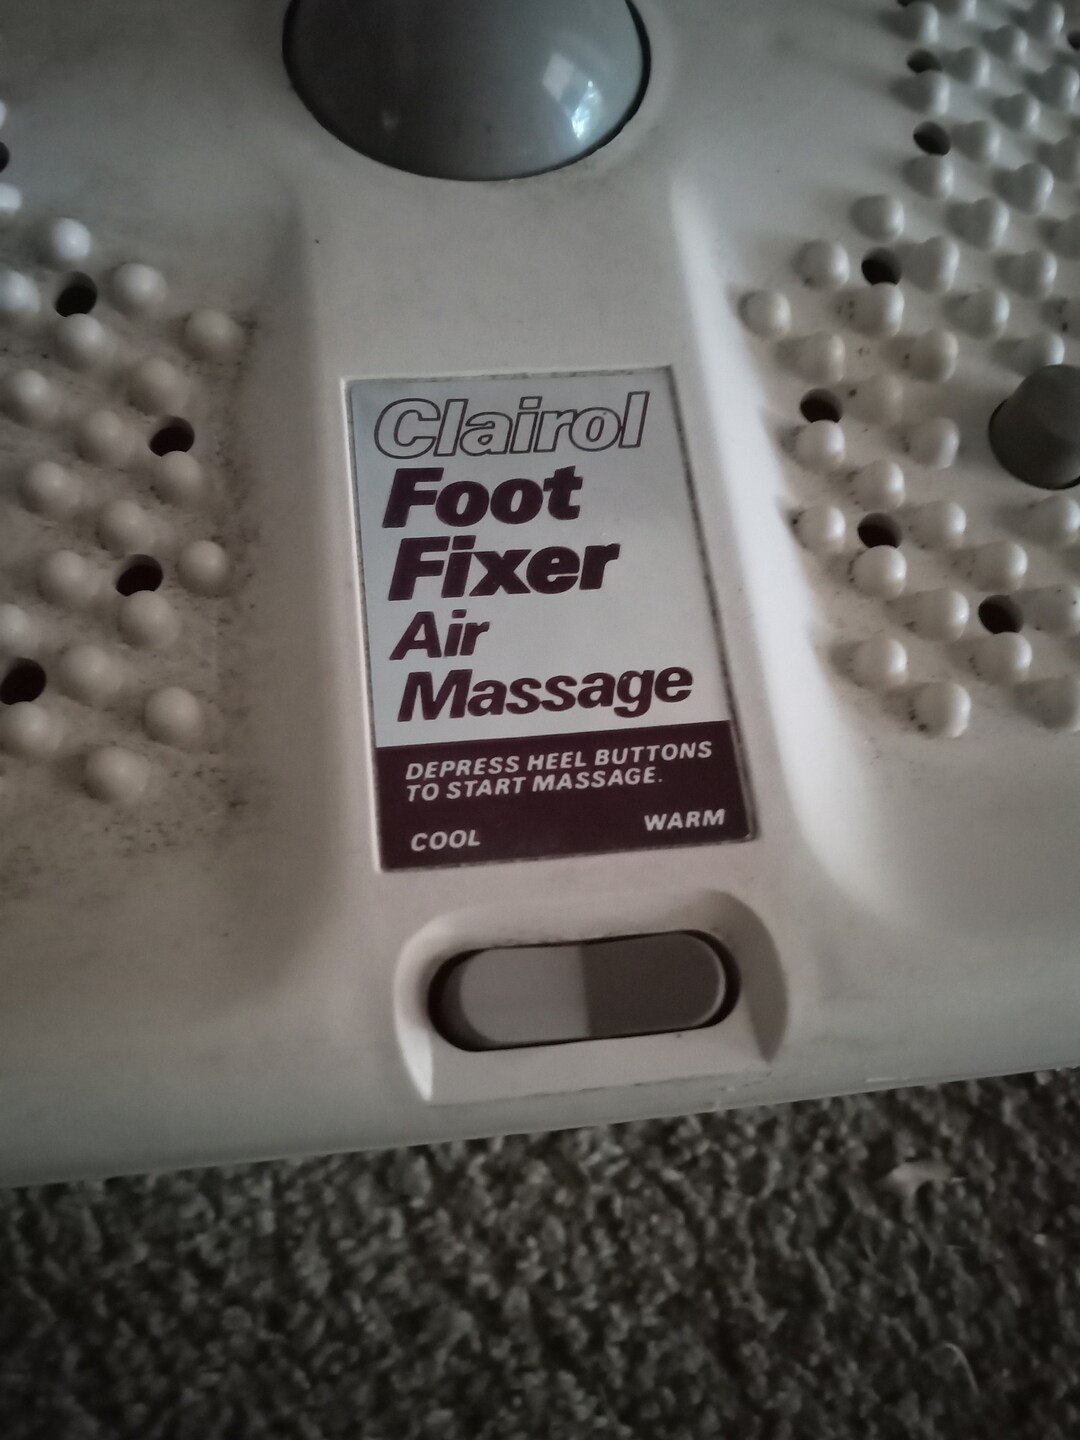 Clairol
Foot
Fixer
Air
Massage
DEPRESS HEEL BUTTONS
TO START MASSAGE.
COOL WARM